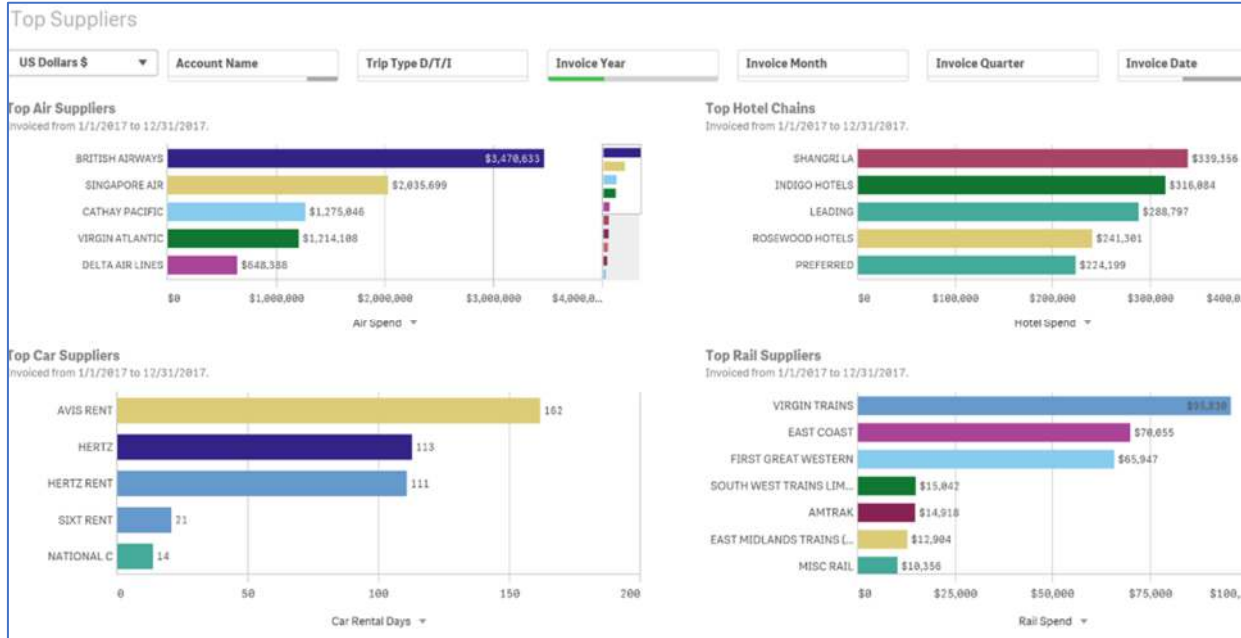 Top Suppliers
US Dollars $ Account Name Trip Type D/T/I Invoice Year Invoice Month Invoice Quarter Invoice Date
Top Air Suppliers
Invoiced from 1/1/2017 to 12/31/2017.
BRITISH AIRWAYS $3,470,633
SINGAPORE AIR $2,035,699
CATHAY PACIFIC $1,275,046
VIRGIN ATLANTIC $1,214,108
DELTA AIR LINES
$0 $1,000,000 $2,000,000 $3,000,000 $4,000,0...
Air Spend
Top Hotel Chains
Invoiced from 1/1/2017 to 12/31/2017.
SHANGRI LA $339,356
INDIGO HOTELS $316,084
LEADING $288,797
ROSEWOOD HOTELS $241,301
PREFERRED $224,199
$0 $100,000 $200,000 $300,000 $400,0
Hotel Spend
Top Car Suppliers
Invoiced from 1/1/2017 to 12/31/2017.
AVIS RENT 162
HERTZ 113
HERTZ RENT 111
SIXT RENT 21
NATIONAL C 14
0 50 100 150 200
Car Rental Days
Top Rail Suppliers
Invoiced from 1/1/2017 to 12/31/2017.
VIRGIN TRAINS
EAST COAST $70,055
FIRST GREAT WESTERN $65,947
SOUTH WEST TRAINS LIM... $15,042
AMTRAK $14,918
EAST MIDLANDS TRAINS (... $12,904
MISC RAIL $10,356
$0 $25,000 $50,000 $75,000 $100,
Rail Spend